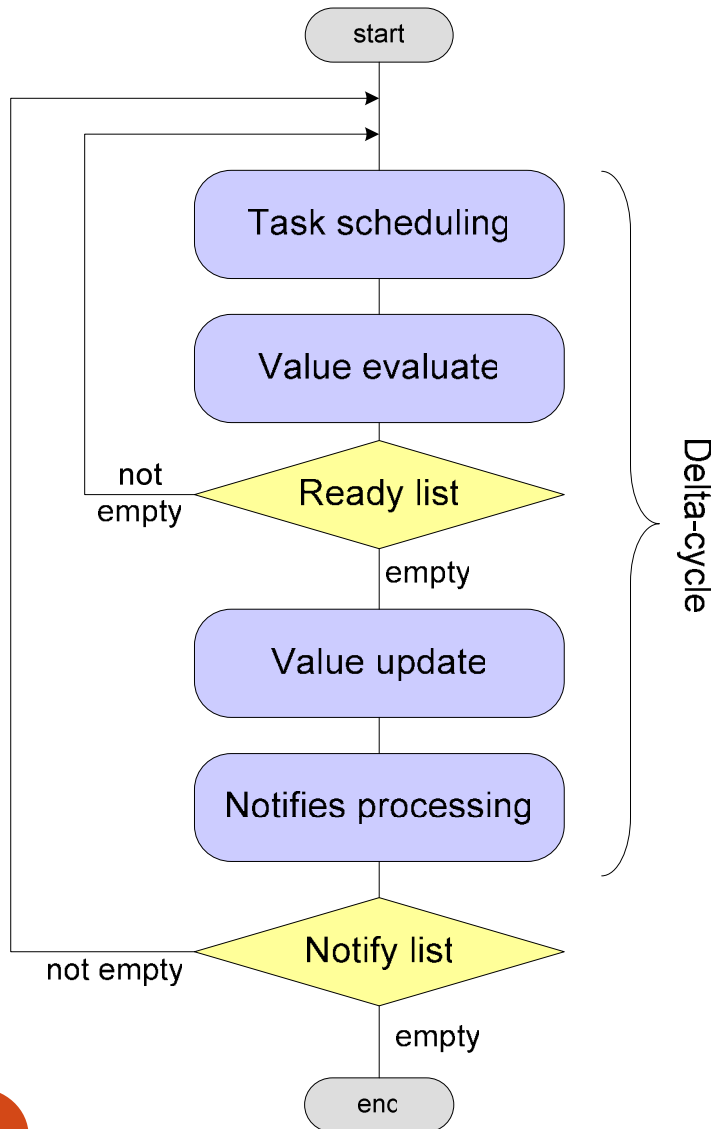 start
Task scheduling
Value evaluate
Ready list
not
empty
empty
Delta-cycle
Value update
Notifies processing
Notify list
not empty
empty
end